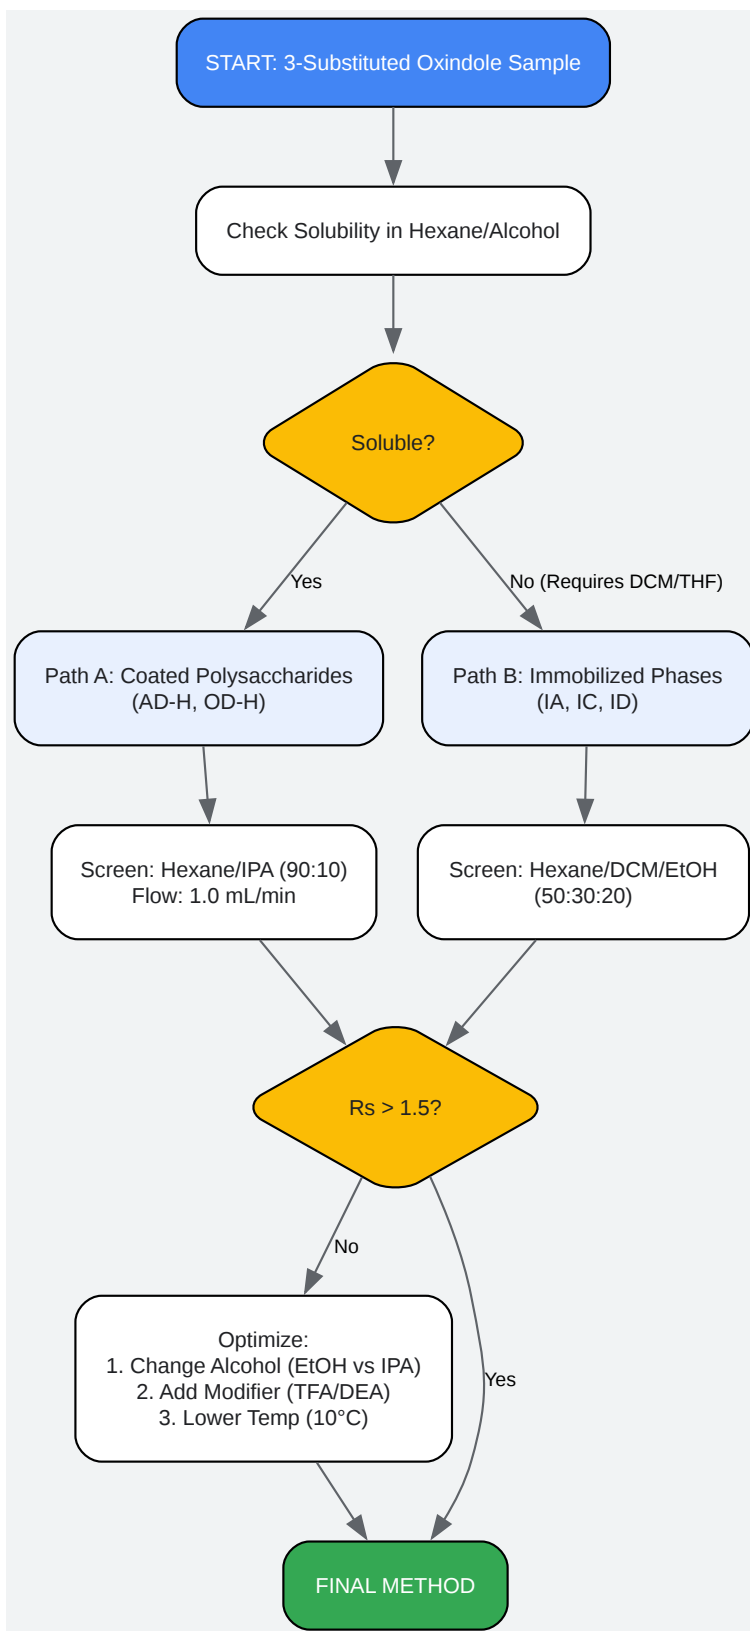 START: 3-Substituted Oxindole Sample
Check Solubility in Hexane/Alcohol
Soluble?
Yes
No (Requires DCM/THF)
Path A: Coated Polysaccharides
(AD-H, OD-H)
Path B: Immobilized Phases
(IA, IC, ID)
Screen: Hexane/IPA (90:10)
Flow: 1.0 mL/min
Screen: Hexane/DCM/EtOH
(50:30:20)
Rs > 1.5?
No
Optimize:
1. Change Alcohol (EtOH vs IPA)
2. Add Modifier (TFA/DEA)
3. Lower Temp (10°C)
Yes
FINAL METHOD